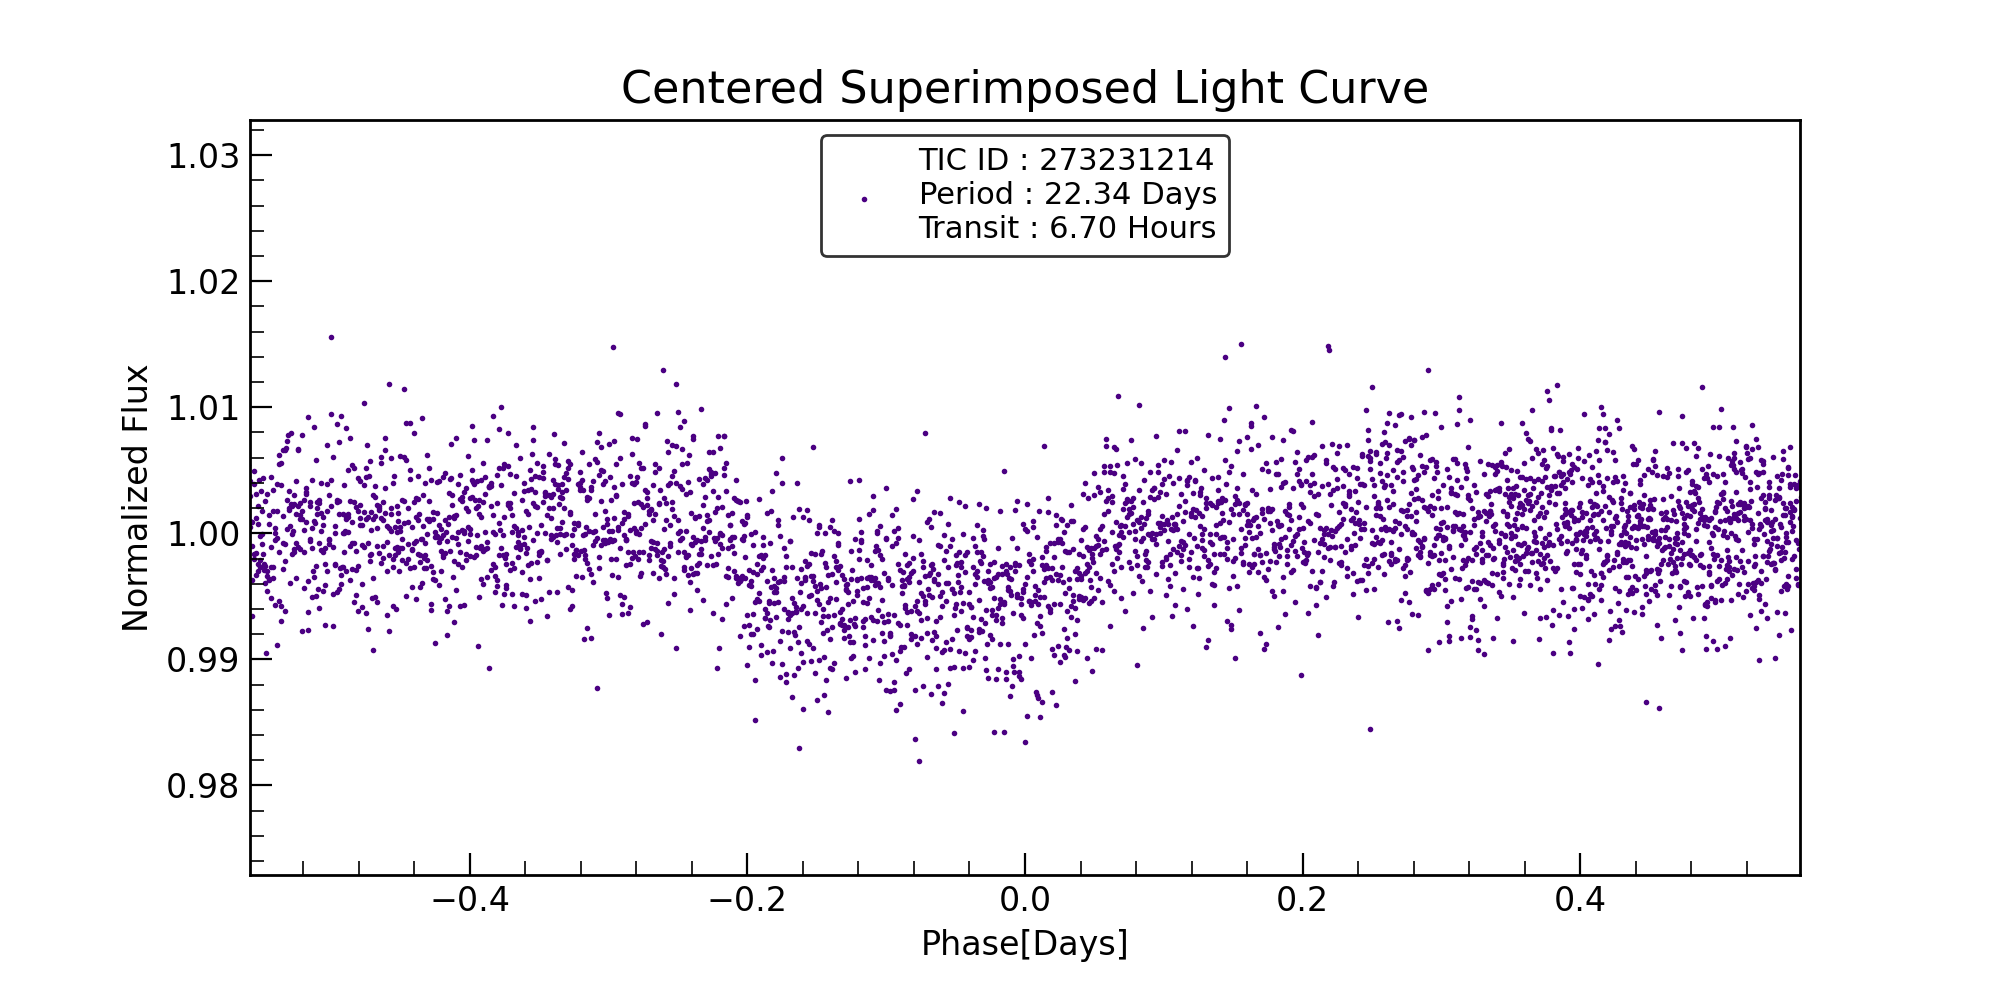 Centered Superimposed Light Curve
TIC ID : 273231214
Period : 22.34 Days
Transit : 6.70 Hours
1.03
1.02
1.01
1.00
0.99
0.98
Normalized Flux
−0.4
−0.2
0.0
0.2
0.4
Phase[Days]